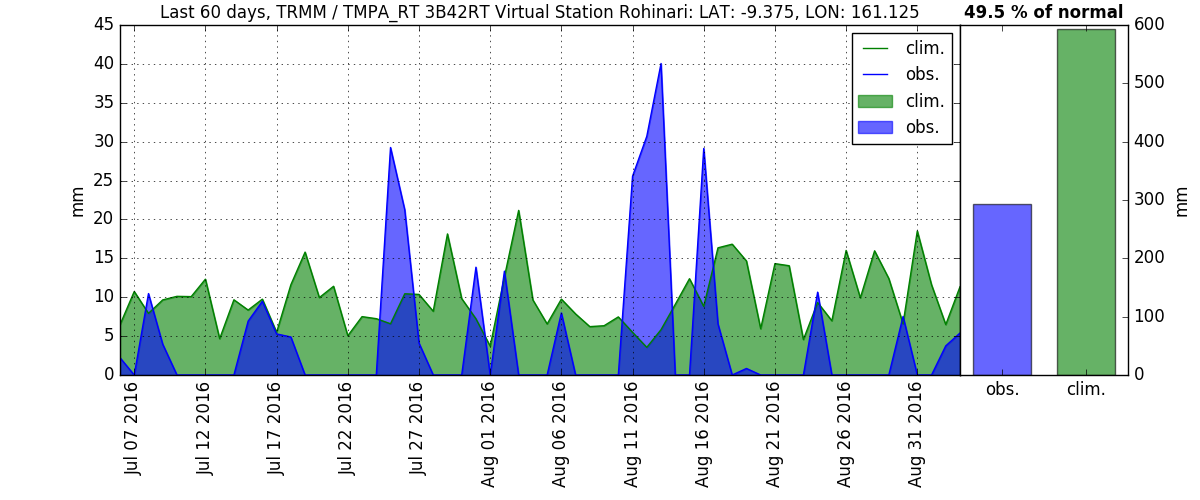 Last 60 days, TRMM / TMPA_RT 3B42RT Virtual Station Rohinari: LAT: -9.375, LON: 161.125
49.5 % of normal
45
40
35
30
25
20
15
10
5
0
mm
clim.
obs.
clim.
obs.
600
500
400
300
200
100
0
mm
Jul 07 2016
Jul 12 2016
Jul 17 2016
Jul 22 2016
Jul 27 2016
Aug 01 2016
Aug 06 2016
Aug 11 2016
Aug 16 2016
Aug 21 2016
Aug 26 2016
Aug 31 2016
obs.
clim.